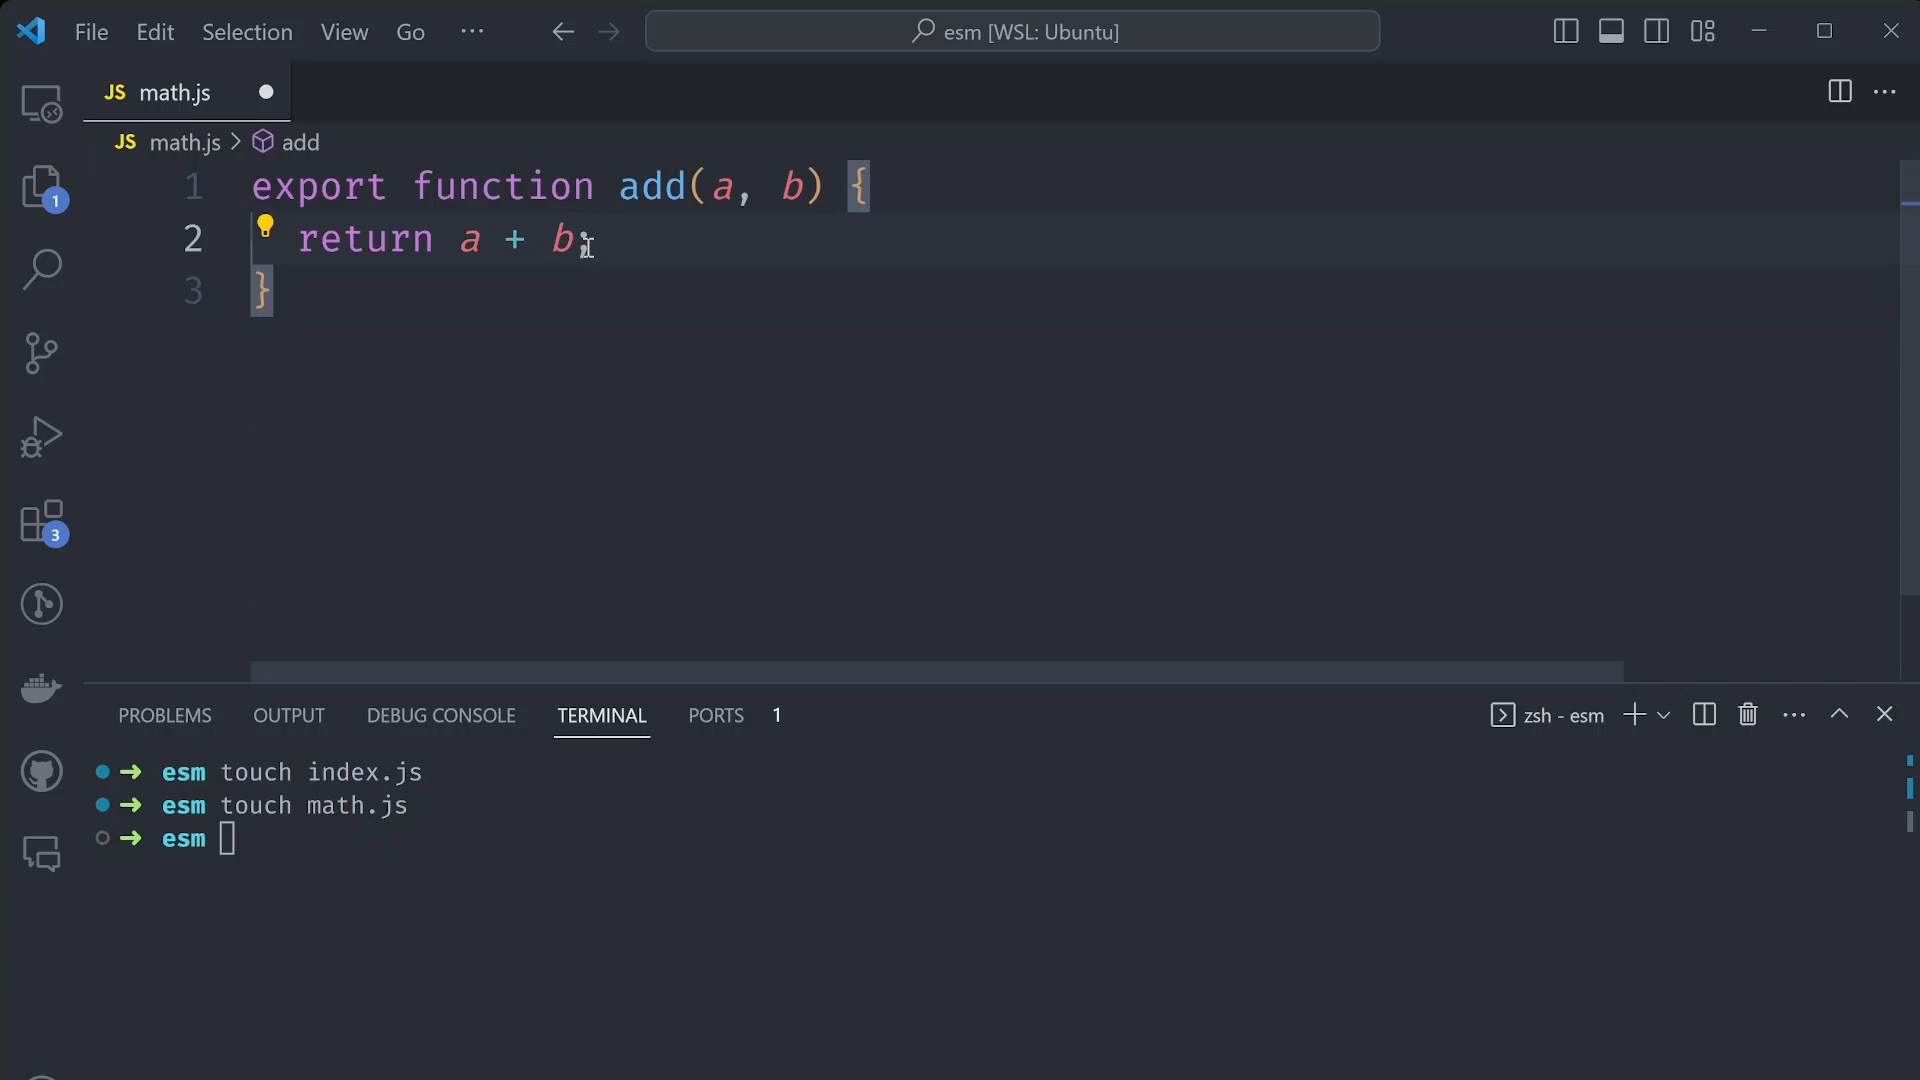 File Edit Selection View Go ··· esm [WSL: Ubuntu]
JS math.js
JS math.js > add
1 export function add(a, b) {
2 return a + b;
3 }
1
3
PROBLEMS OUTPUT DEBUG CONSOLE TERMINAL PORTS 1 zsh - esm
➜ esm touch index.js
➜ esm touch math.js
➜ esm